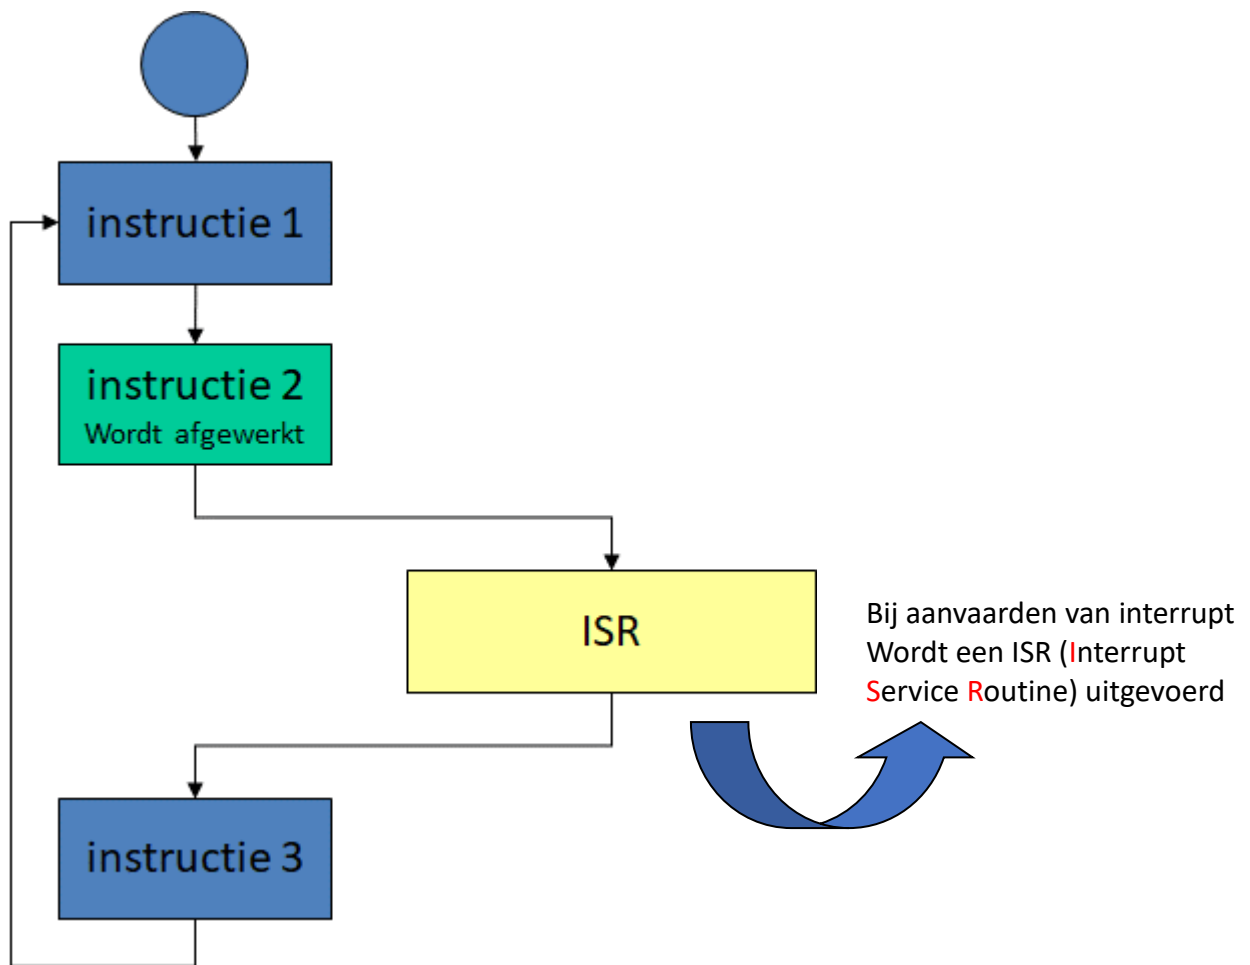 instructie 1
instructie 2
Wordt afgewerkt
ISR
Bij aanvaarden van interrupt
Wordt een ISR (Interrupt
Service Routine) uitgevoerd
instructie 3